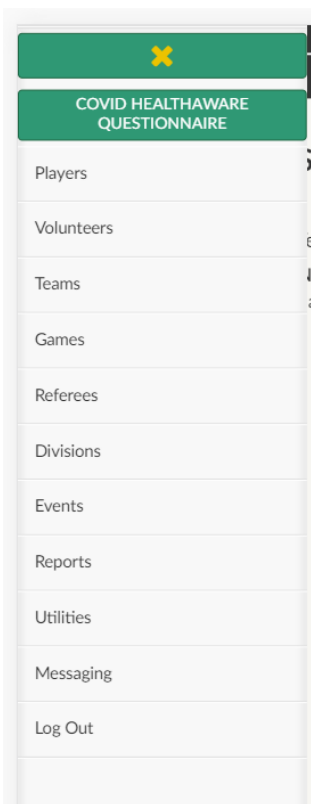 COVID HEALTHAWARE
QUESTIONNAIRE
Players
Volunteers
Teams
Games
Referees
Divisions
Events
Reports
Utilities
Messaging
Log Out